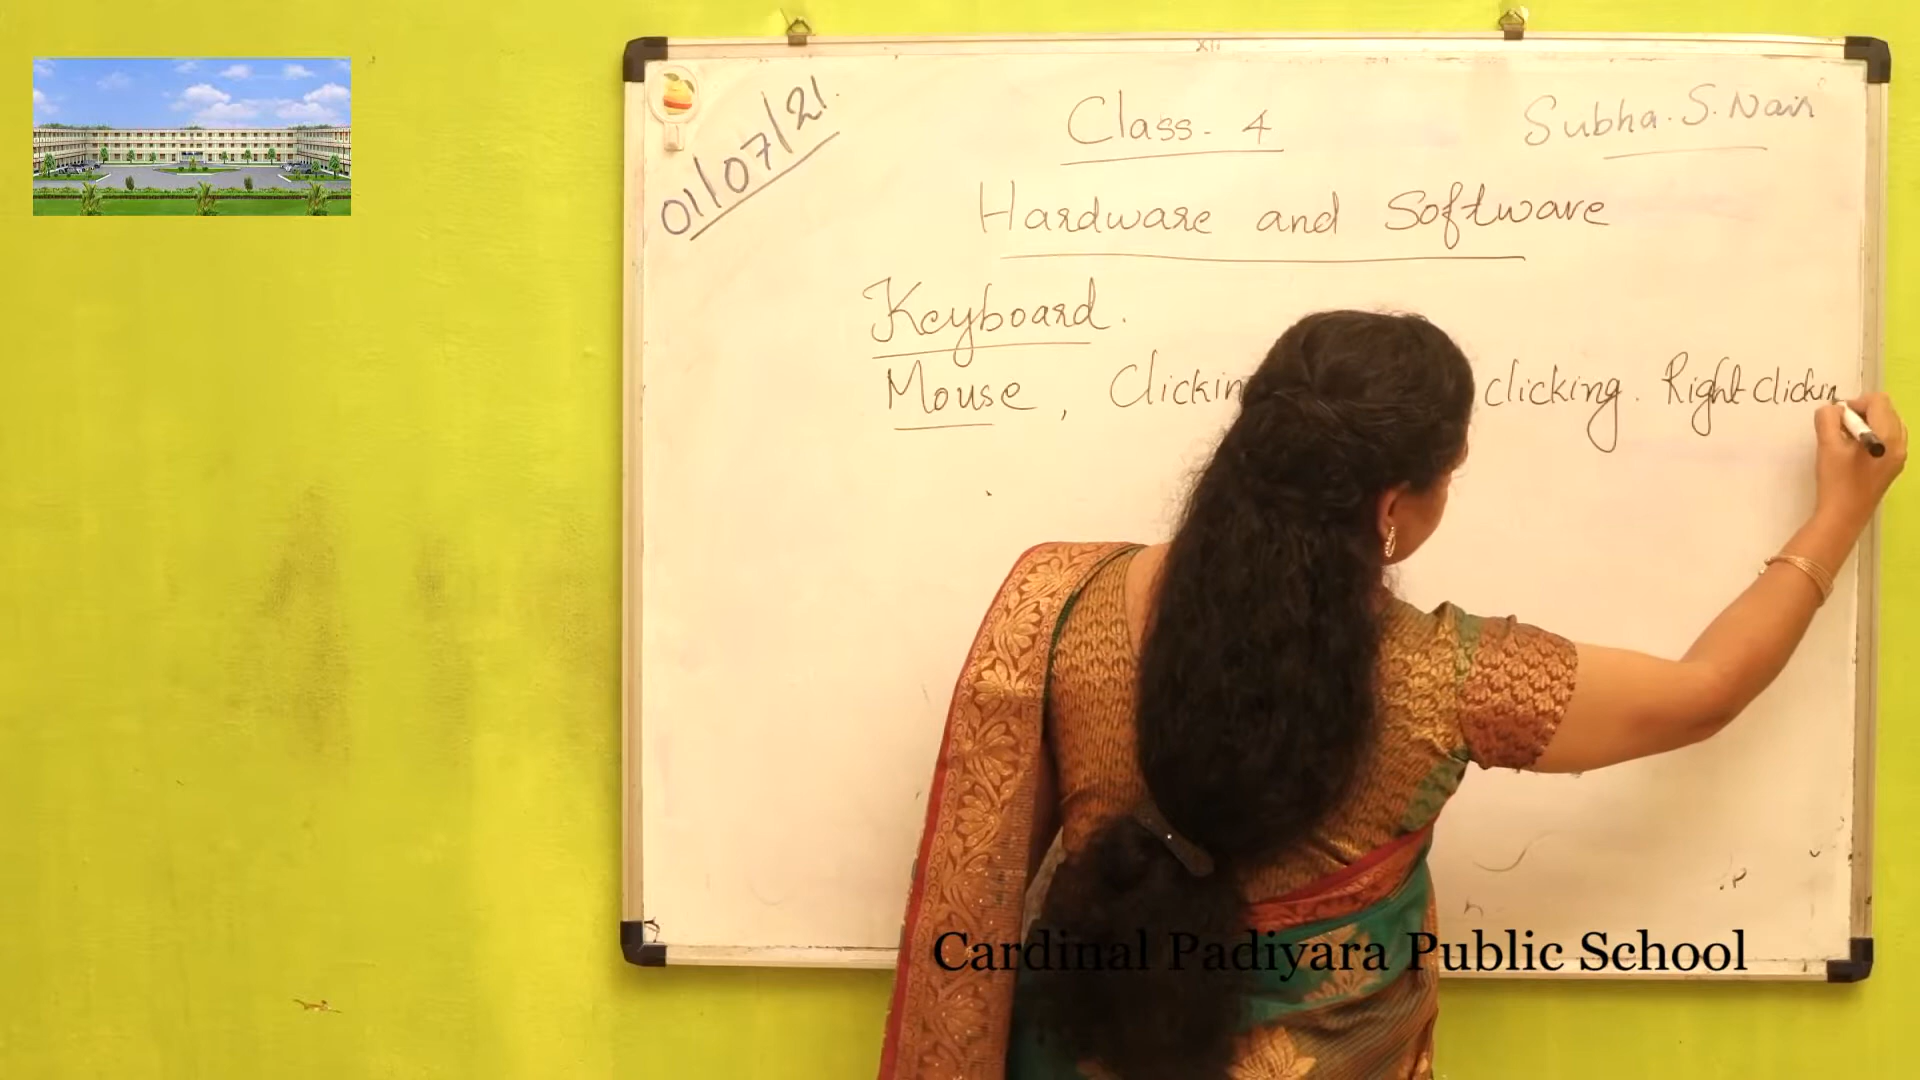 01/07/21.
Class - 4
Subha. S. Nair
Hardware and Software
Keyboard.
Mouse, Clickin clicking. Right clickin
Cardinal Padiyara Public School